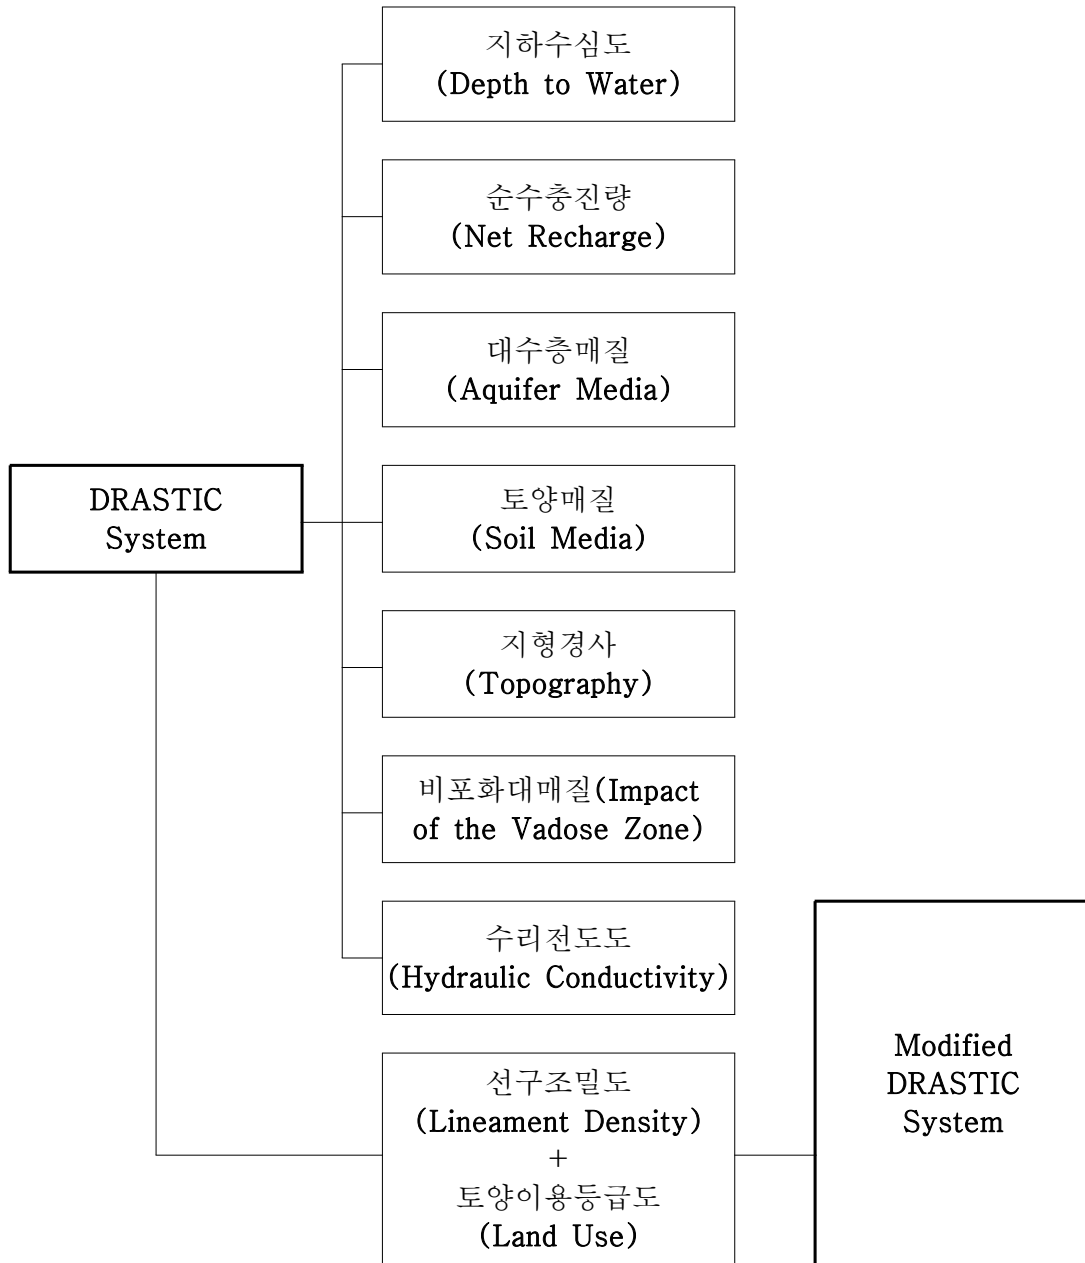 지하수심도
(Depth to Water)
순수충진량
(Net Recharge)
대수층매질
(Aquifer Media)
DRASTIC
System
토양매질
(Soil Media)
지형경사
(Topography)
비포화대매질(Impact
of the Vadose Zone)
수리전도도
(Hydraulic Conductivity)
선구조밀도
(Lineament Density)
+
토양이용등급도
(Land Use)
Modified
DRASTIC
System